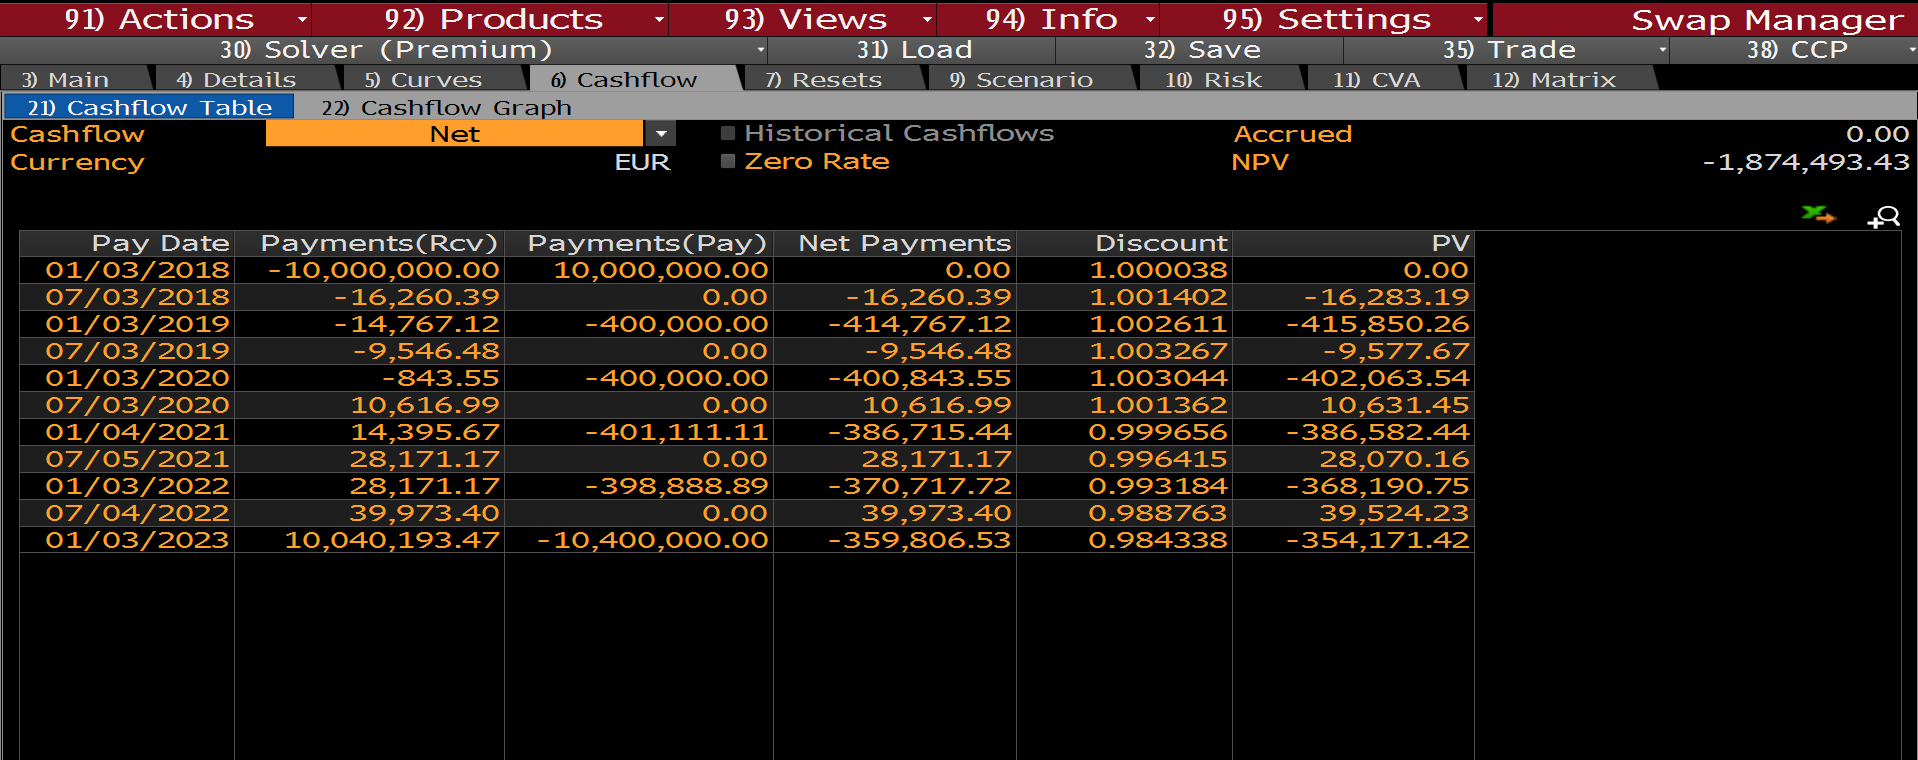 91) Actions 92) Products 93) Views 94) Info 95) Settings Swap Manager
30) Solver (Premium) 31) Load 32) Save 35) Trade 38) CCP
3) Main 4) Details 5) Curves 6) Cashflow 7) Resets 9) Scenario 10) Risk 11) CVA 12) Matrix
21) Cashflow Table 22) Cashflow Graph
Cashflow Net Historical Cashflows Accrued 0.00
Currency EUR Zero Rate NPV -1,874,493.43
Pay Date Payments(Rcv) Payments(Pay) Net Payments Discount PV
01/03/2018 -10,000,000.00 10,000,000.00 0.00 1.000038 0.00
07/03/2018 -16,260.39 0.00 -16,260.39 1.001402 -16,283.19
01/03/2019 -14,767.12 -400,000.00 -414,767.12 1.002611 -415,850.26
07/03/2019 -9,546.48 0.00 -9,546.48 1.003267 -9,577.67
01/03/2020 -843.55 -400,000.00 -400,843.55 1.003044 -402,063.54
07/03/2020 10,616.99 0.00 10,616.99 1.001362 10,631.45
01/04/2021 14,395.67 -401,111.11 -386,715.44 0.999656 -386,582.44
07/05/2021 28,171.17 0.00 28,171.17 0.996415 28,070.16
01/03/2022 28,171.17 -398,888.89 -370,717.72 0.993184 -368,190.75
07/04/2022 39,973.40 0.00 39,973.40 0.988763 39,524.23
01/03/2023 10,040,193.47 -10,400,000.00 -359,806.53 0.984338 -354,171.42